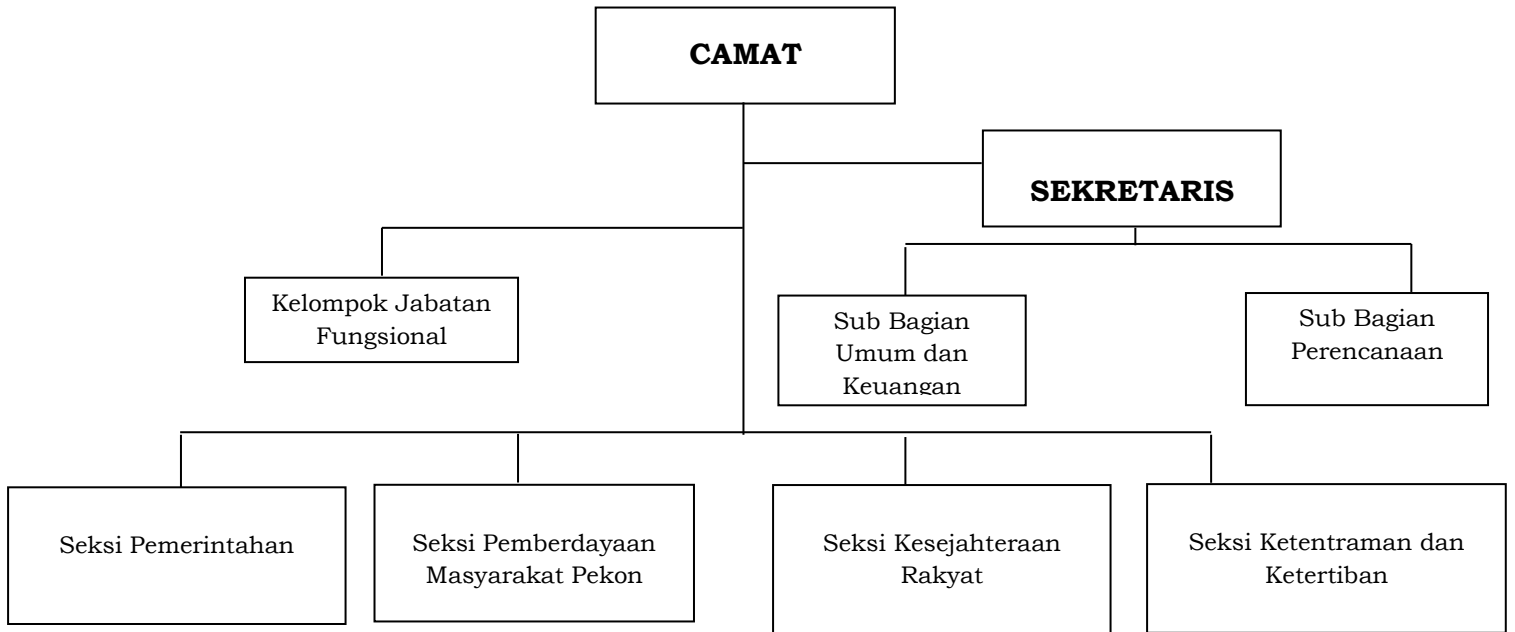 CAMAT
SEKRETARIS
Kelompok Jabatan
Fungsional
Sub Bagian
Umum dan
Keuangan
Sub Bagian
Perencanaan
Seksi Pemerintahan
Seksi Pemberdayaan
Masyarakat Pekon
Seksi Kesejahteraan
Rakyat
Seksi Ketentraman dan
Ketertiban